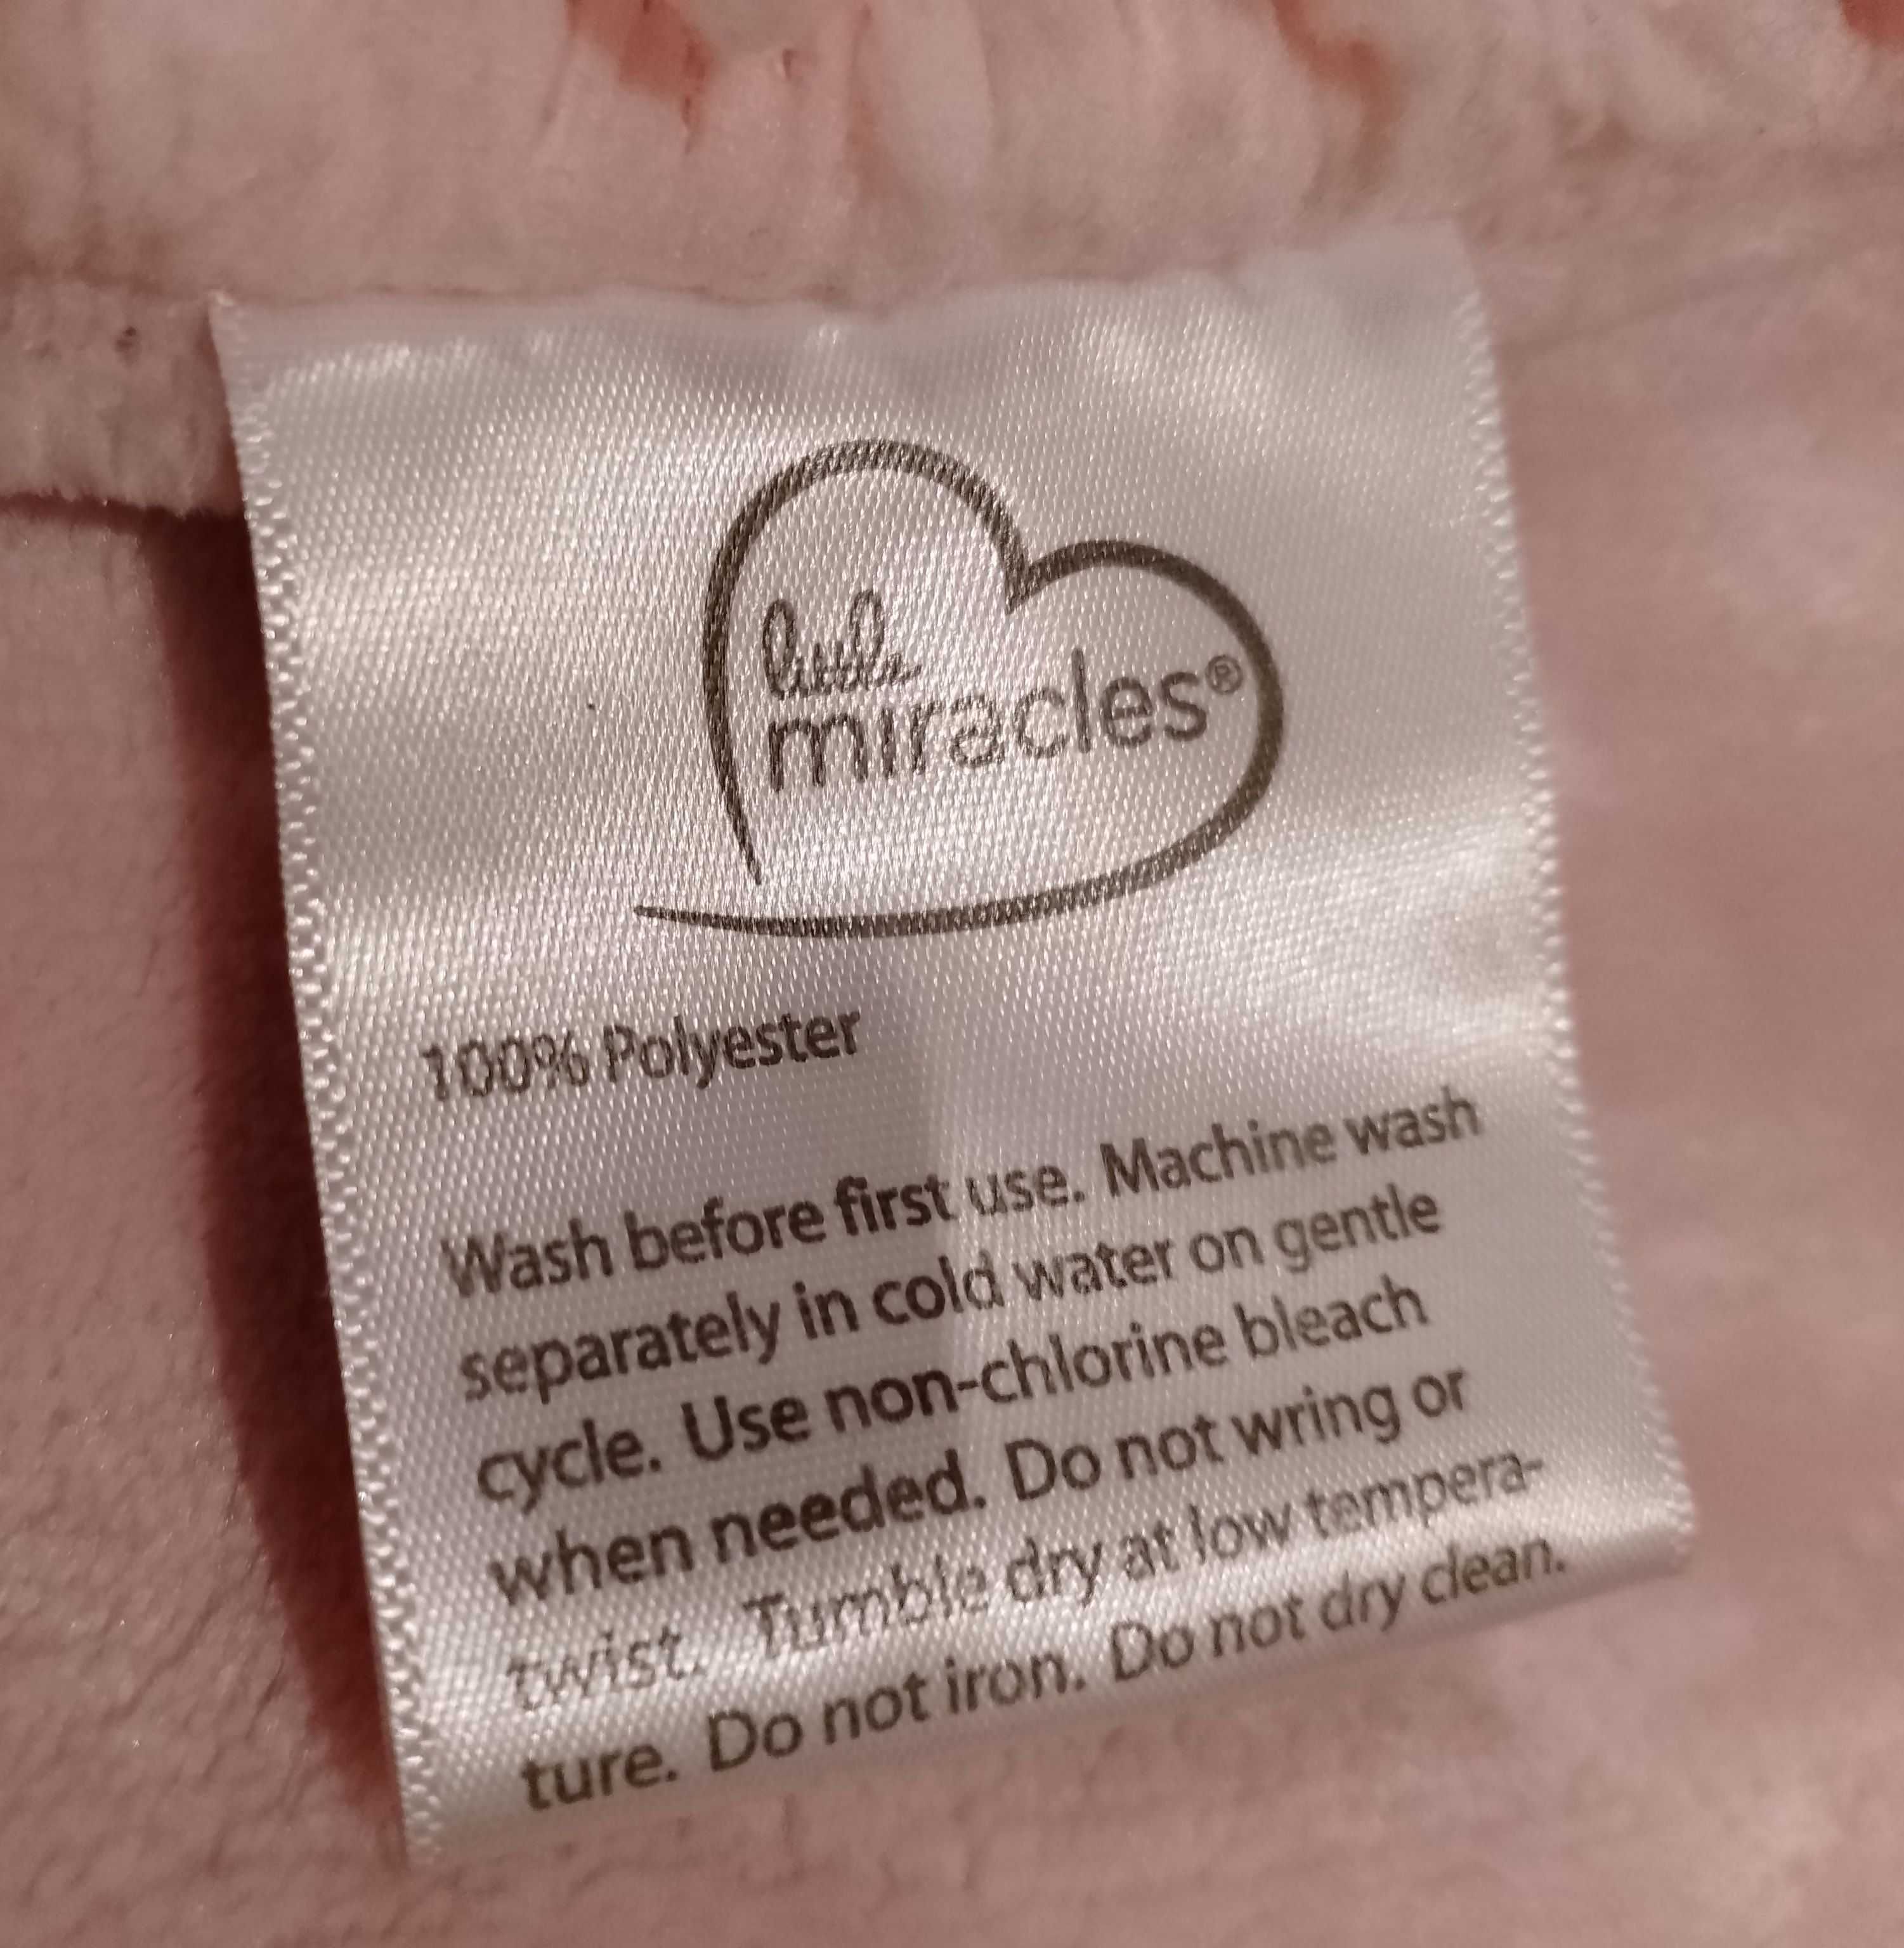 little
miracles®
100% Polyester
Wash before first use. Machine wash
separately in cold water on gentle
cycle. Use non-chlorine bleach
when needed. Do not wring or
twist. Tumble dry at low tempera-
ture. Do not iron. Do not dry clean.